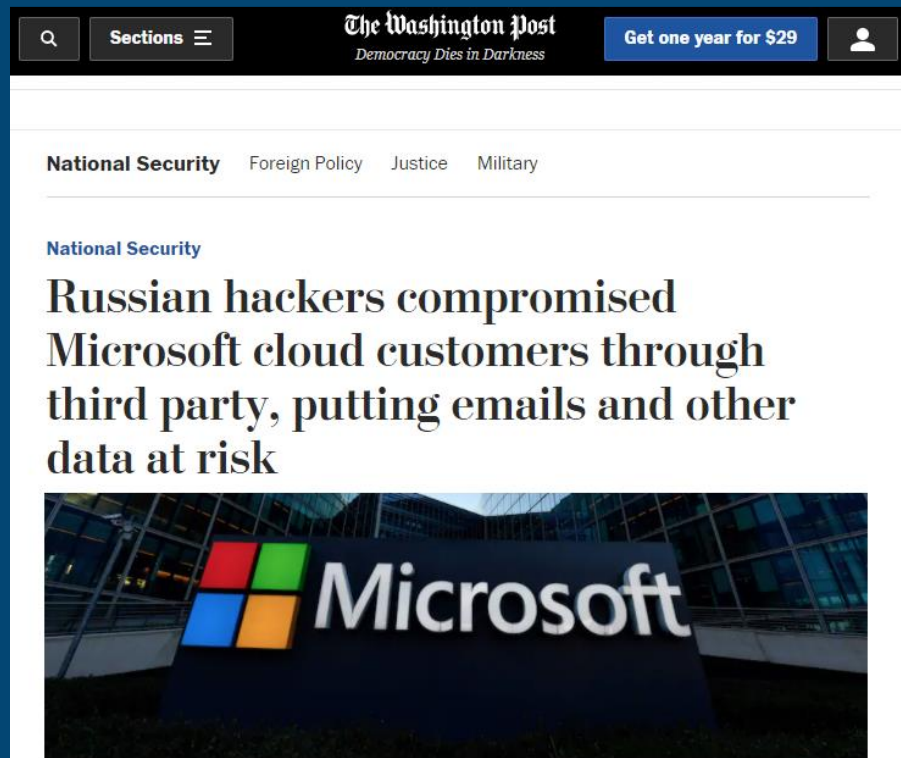 Sections
The Washington Post
Democracy Dies in Darkness
Get one year for $29
National Security Foreign Policy Justice Military
National Security
Russian hackers compromised
Microsoft cloud customers through
third party, putting emails and other
data at risk
Microsoft